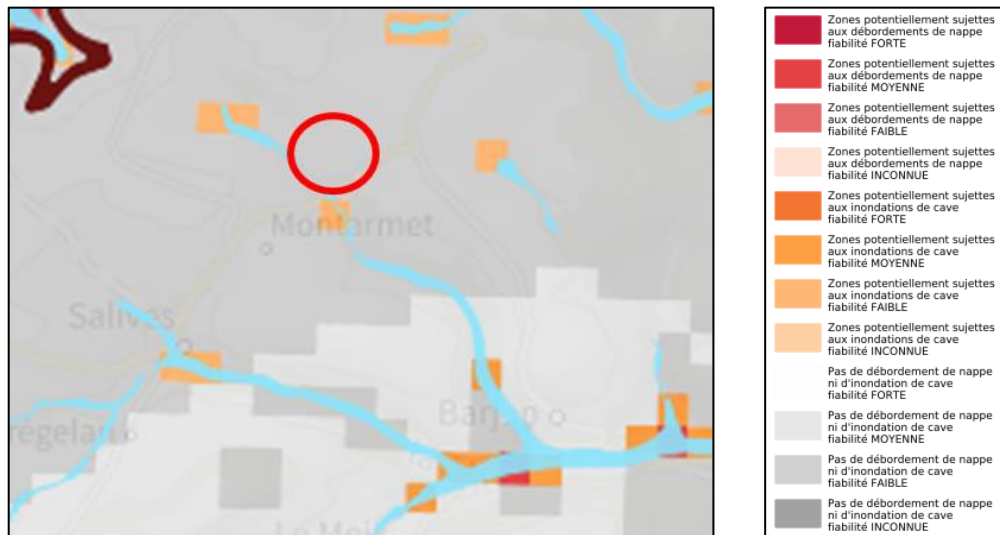 Montarmet
Salives
Barjon
Zones potentiellement sujettes
aux débordements de nappe
fiabilité FORTE
Zones potentiellement sujettes
aux débordements de nappe
fiabilité MOYENNE
Zones potentiellement sujettes
aux débordements de nappe
fiabilité FAIBLE
Zones potentiellement sujettes
aux débordements de nappe
fiabilité INCONNUE
Zones potentiellement sujettes
aux inondations de cave
fiabilité FORTE
Zones potentiellement sujettes
aux inondations de cave
fiabilité MOYENNE
Zones potentiellement sujettes
aux inondations de cave
fiabilité FAIBLE
Zones potentiellement sujettes
aux inondations de cave
fiabilité INCONNUE
Pas de débordement de nappe
ni d'inondation de cave
fiabilité FORTE
Pas de débordement de nappe
ni d'inondation de cave
fiabilité MOYENNE
Pas de débordement de nappe
ni d'inondation de cave
fiabilité FAIBLE
Pas de débordement de nappe
ni d'inondation de cave
fiabilité INCONNUE